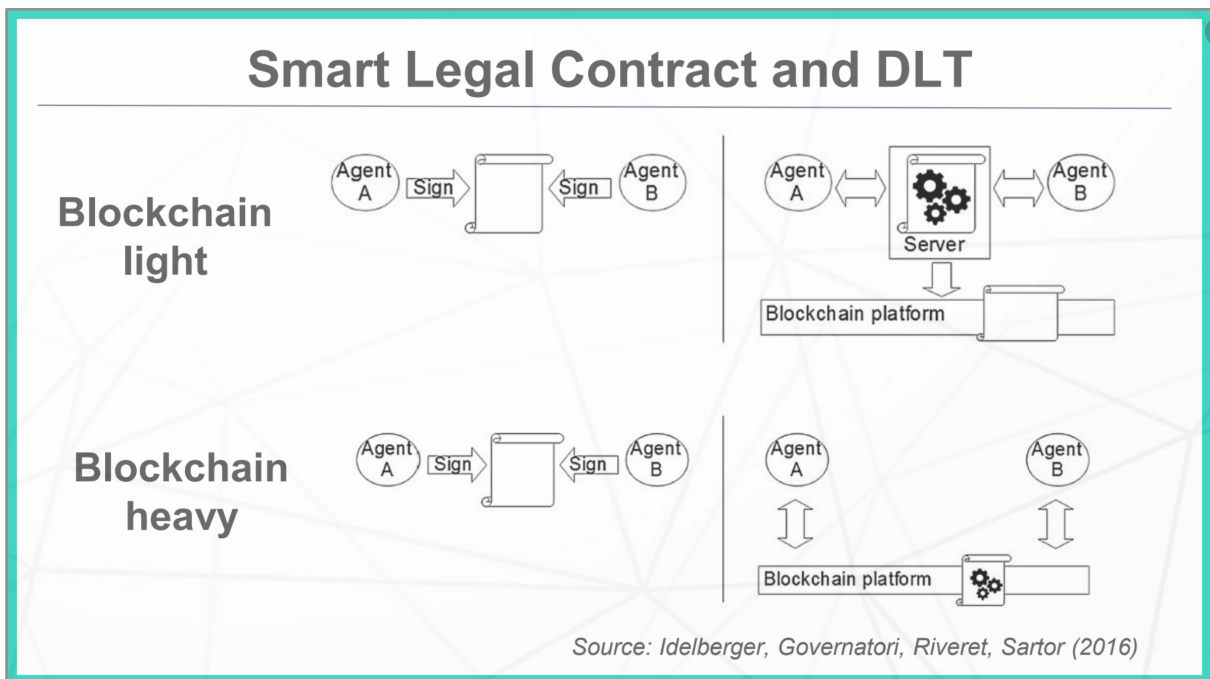 Smart Legal Contract and DLT
Blockchain
light
Agent
A
Sign
Sign
Agent
B
Agent
A
Server
Agent
B
Blockchain platform
Blockchain
heavy
Agent
A
Sign
Sign
Agent
B
Agent
A
Agent
B
Blockchain platform
Source: Idelberger, Governatori, Riveret, Sartor (2016)